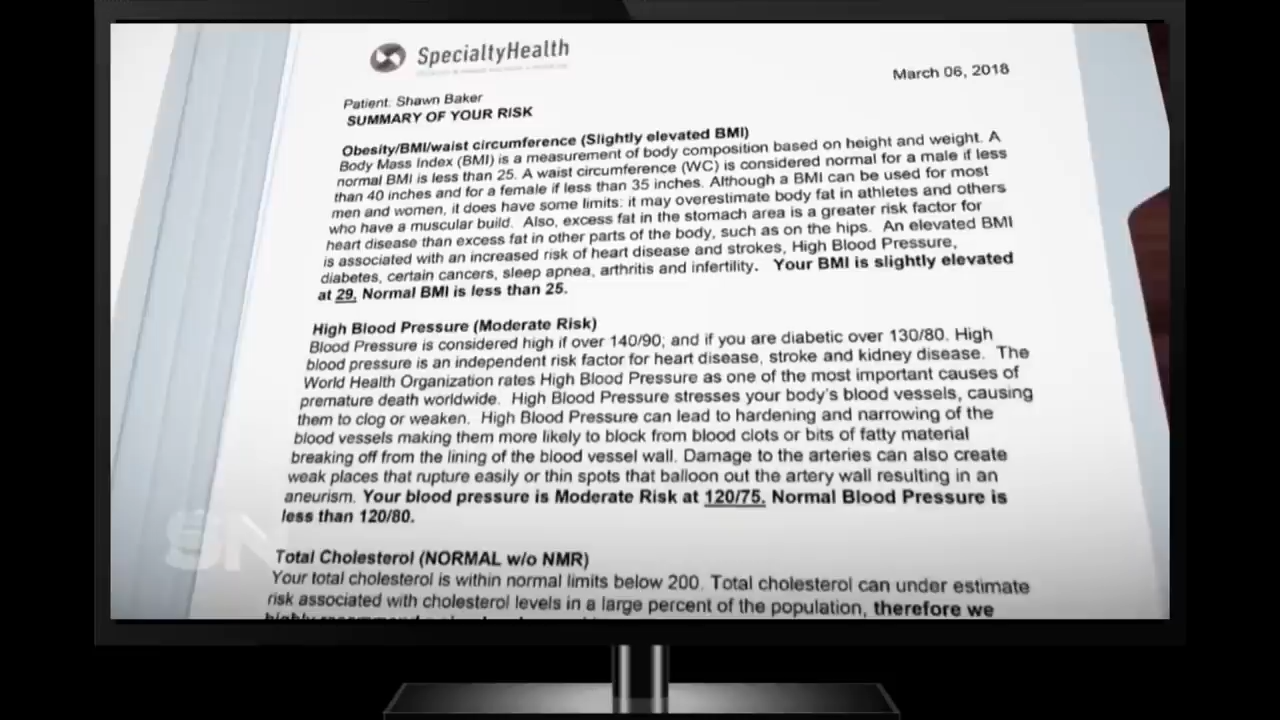 SpecialtyHealth
March 06, 2018
Patient: Shawn Baker
SUMMARY OF YOUR RISK
Obesity/BMI/waist circumference (Slightly elevated BMI)
Body Mass Index (BMI) is a measurement of body composition based on height and weight. A
normal BMI is less than 25. A waist circumference (WC) is considered normal for a male if less
than 40 inches and for a female if less than 35 inches. Although a BMI can be used for most
men and women, it does have some limits: it may overestimate body fat in athletes and others
who have a muscular build. Also, excess fat in the stomach area is a greater risk factor for
heart disease than excess fat in other parts of the body, such as on the hips. An elevated BMI
is associated with an increased risk of heart disease and strokes, High Blood Pressure,
diabetes, certain cancers, sleep apnea, arthritis and infertility. Your BMI is slightly elevated
at 29. Normal BMI is less than 25.
High Blood Pressure (Moderate Risk)
Blood Pressure is considered high if over 140/90; and if you are diabetic over 130/80. High
blood pressure is an independent risk factor for heart disease, stroke and kidney disease. The
World Health Organization rates High Blood Pressure as one of the most important causes of
premature death worldwide. High Blood Pressure stresses your body's blood vessels, causing
them to clog or weaken. High Blood Pressure can lead to hardening and narrowing of the
blood vessels making them more likely to block from blood clots or bits of fatty material
breaking off from the lining of the blood vessel wall. Damage to the arteries can also create
weak places that rupture easily or thin spots that balloon out the artery wall resulting in an
aneurism. Your blood pressure is Moderate Risk at 120/75. Normal Blood Pressure is
less than 120/80.
SN
Total Cholesterol (NORMAL w/o NMR)
Your total cholesterol is within normal limits below 200. Total cholesterol can under estimate
risk associated with cholesterol levels in a large percent of the population, therefore we